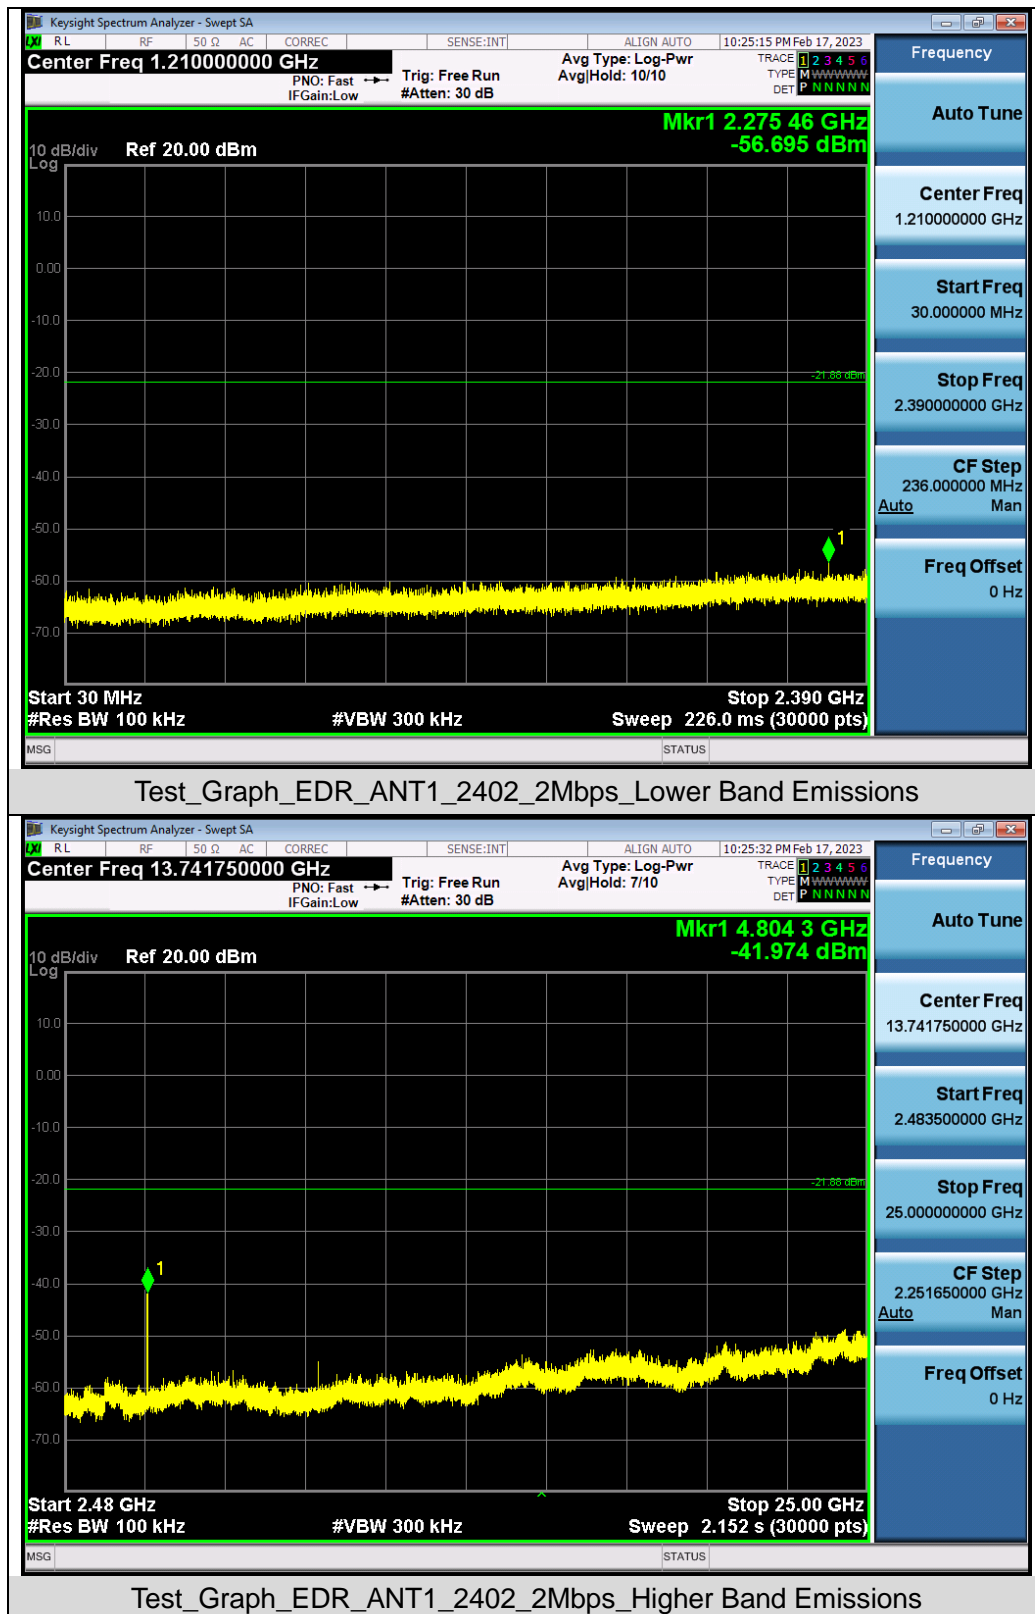 Keysight Spectrum Analyzer - Swept SA
LXI RL RF 50 Ω AC CORREC SENSE:INT ALIGN AUTO 10:25:15 PM Feb 17, 2023
Center Freq 1.210000000 GHz
PNO: Fast
IFGain:Low
Trig: Free Run
#Atten: 30 dB
Avg Type: Log-Pwr
Avg|Hold: 10/10
TRACE 1 2 3 4 5 6
TYPE M WWWWW
DET P N N N N N
Mkr1 2.275 46 GHz
-56.695 dBm
10 dB/div Ref 20.00 dBm
Log
10.0
0.00
-10.0
-20.0
-21.88 dBm
-30.0
-40.0
-50.0
1
-60.0
-70.0
Start 30 MHz Stop 2.390 GHz
#Res BW 100 kHz #VBW 300 kHz Sweep 226.0 ms (30000 pts)
MSG STATUS
Frequency
Auto Tune
Center Freq
1.210000000 GHz
Start Freq
30.000000 MHz
Stop Freq
2.390000000 GHz
CF Step
236.000000 MHz
Auto Man
Freq Offset
0 Hz
Test_Graph_EDR_ANT1_2402_2Mbps_Lower Band Emissions
Keysight Spectrum Analyzer - Swept SA
LXI RL RF 50 Ω AC CORREC SENSE:INT ALIGN AUTO 10:25:32 PM Feb 17, 2023
Center Freq 13.741750000 GHz
PNO: Fast
IFGain:Low
Trig: Free Run
#Atten: 30 dB
Avg Type: Log-Pwr
Avg|Hold: 7/10
TRACE 1 2 3 4 5 6
TYPE M WWWWW
DET P N N N N N
Mkr1 4.804 3 GHz
-41.974 dBm
10 dB/div Ref 20.00 dBm
Log
10.0
0.00
-10.0
-20.0
-21.88 dBm
-30.0
1
-40.0
-50.0
-60.0
-70.0
Start 2.48 GHz Stop 25.00 GHz
#Res BW 100 kHz #VBW 300 kHz Sweep 2.152 s (30000 pts)
MSG STATUS
Frequency
Auto Tune
Center Freq
13.741750000 GHz
Start Freq
2.483500000 GHz
Stop Freq
25.000000000 GHz
CF Step
2.251650000 GHz
Auto Man
Freq Offset
0 Hz
Test_Graph_EDR_ANT1_2402_2Mbps_Higher Band Emissions